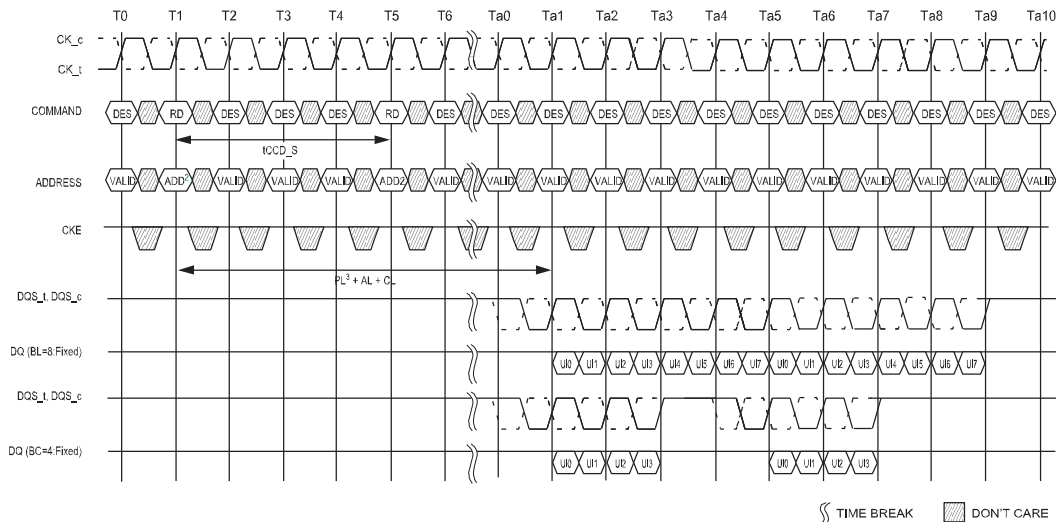 T0 T1 T2 T3 T4 T5 T6 Ta0 Ta1 Ta2 Ta3 Ta4 Ta5 Ta6 Ta7 Ta8 Ta9 Ta10
CK_c
CK_t
COMMAND DES RD DES DES DES RD DES DES DES DES DES DES DES DES DES DES DES DES
tCCD_S
ADDRESS VALID ADD2 VALID VALID VALID ADD2 VALID VALID VALID VALID VALID VALID VALID VALID VALID VALID VALID VALID
CKE
PL3 + AL + CL
DQS_t, DQS_c
DQ (BL=8:Fixed) UI0 UI1 UI2 UI3 UI4 UI5 UI6 UI7 UI0 UI1 UI2 UI3 UI4 UI5 UI6 UI7
DQS_t, DQS_c
DQ (BC=4:Fixed) UI0 UI1 UI2 UI3 UI0 UI1 UI2 UI3
TIME BREAK DON'T CARE